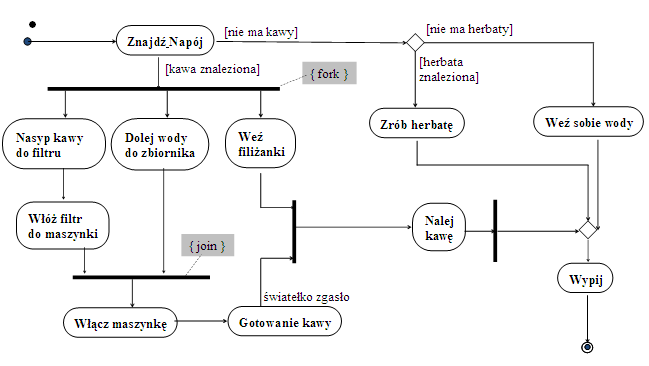 Znajdź_Napój
[nie ma kawy]
[nie ma herbaty]
[kawa znaleziona]
[herbata
znaleziona]
{ fork }
Nasyp kawy
do filtru
Dolej wody
do zbiornika
Weź
filiżanki
Zrób herbatę
Weź sobie wody
Włóż filtr
do maszynki
Nalej
kawę
{ join }
Wypij
światełko zgasło
Włącz maszynkę
Gotowanie kawy